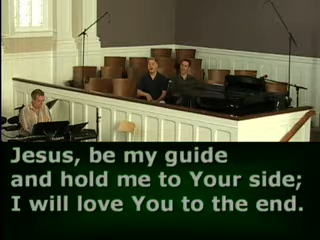 Jesus, be my guide
and hold me to Your side;
I will love You to the end.